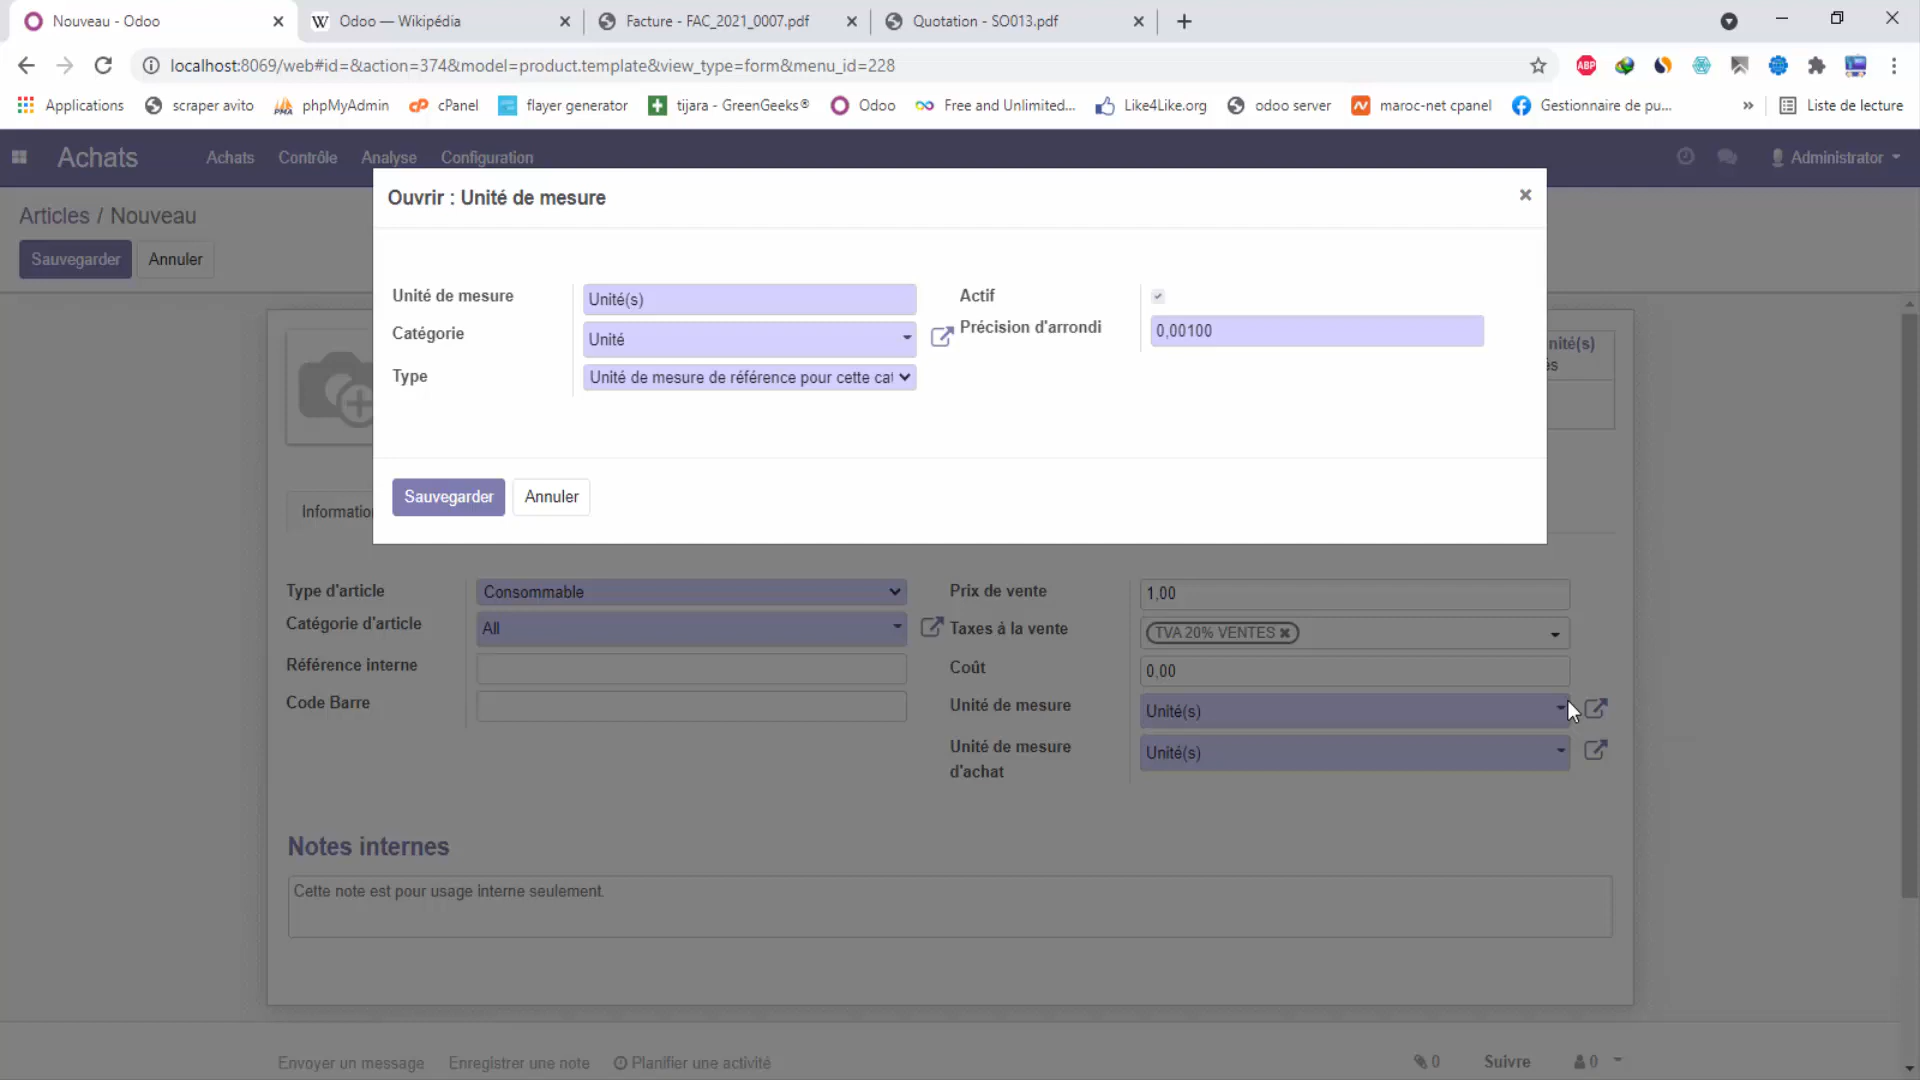 Nouveau - Odoo
Odoo — Wikipédia
Facture - FAC_2021_0007.pdf
Quotation - SO013.pdf
localhost:8069/web#id=&action=374&model=product.template&view_type=form&menu_id=228
ABP
Applications
scraper avito
phpMyAdmin
cPanel
flayer generator
tijara - GreenGeeks®
Odoo
Free and Unlimited...
Like4Like.org
odoo server
maroc-net cpanel
Gestionnaire de pu...
»
Liste de lecture
Achats
Achats
Contrôle
Analyse
Configuration
Administrator
Ouvrir : Unité de mesure
Articles / Nouveau
Sauvegarder
Annuler
Unité de mesure
Unité(s)
Actif
Catégorie
Unité
Précision d'arrondi
0,00100
Type
Unité de mesure de référence pour cette cat
nité(s)
és
Sauvegarder
Annuler
Information
Type d'article
Consommable
Prix de vente
1,00
Catégorie d'article
All
Taxes à la vente
TVA 20% VENTES
Référence interne
Coût
0,00
Code Barre
Unité de mesure
Unité(s)
Unité de mesure
d'achat
Unité(s)
Notes internes
Cette note est pour usage interne seulement.
Envoyer un message
Enregistrer une note
Planifier une activité
0
Suivre
0